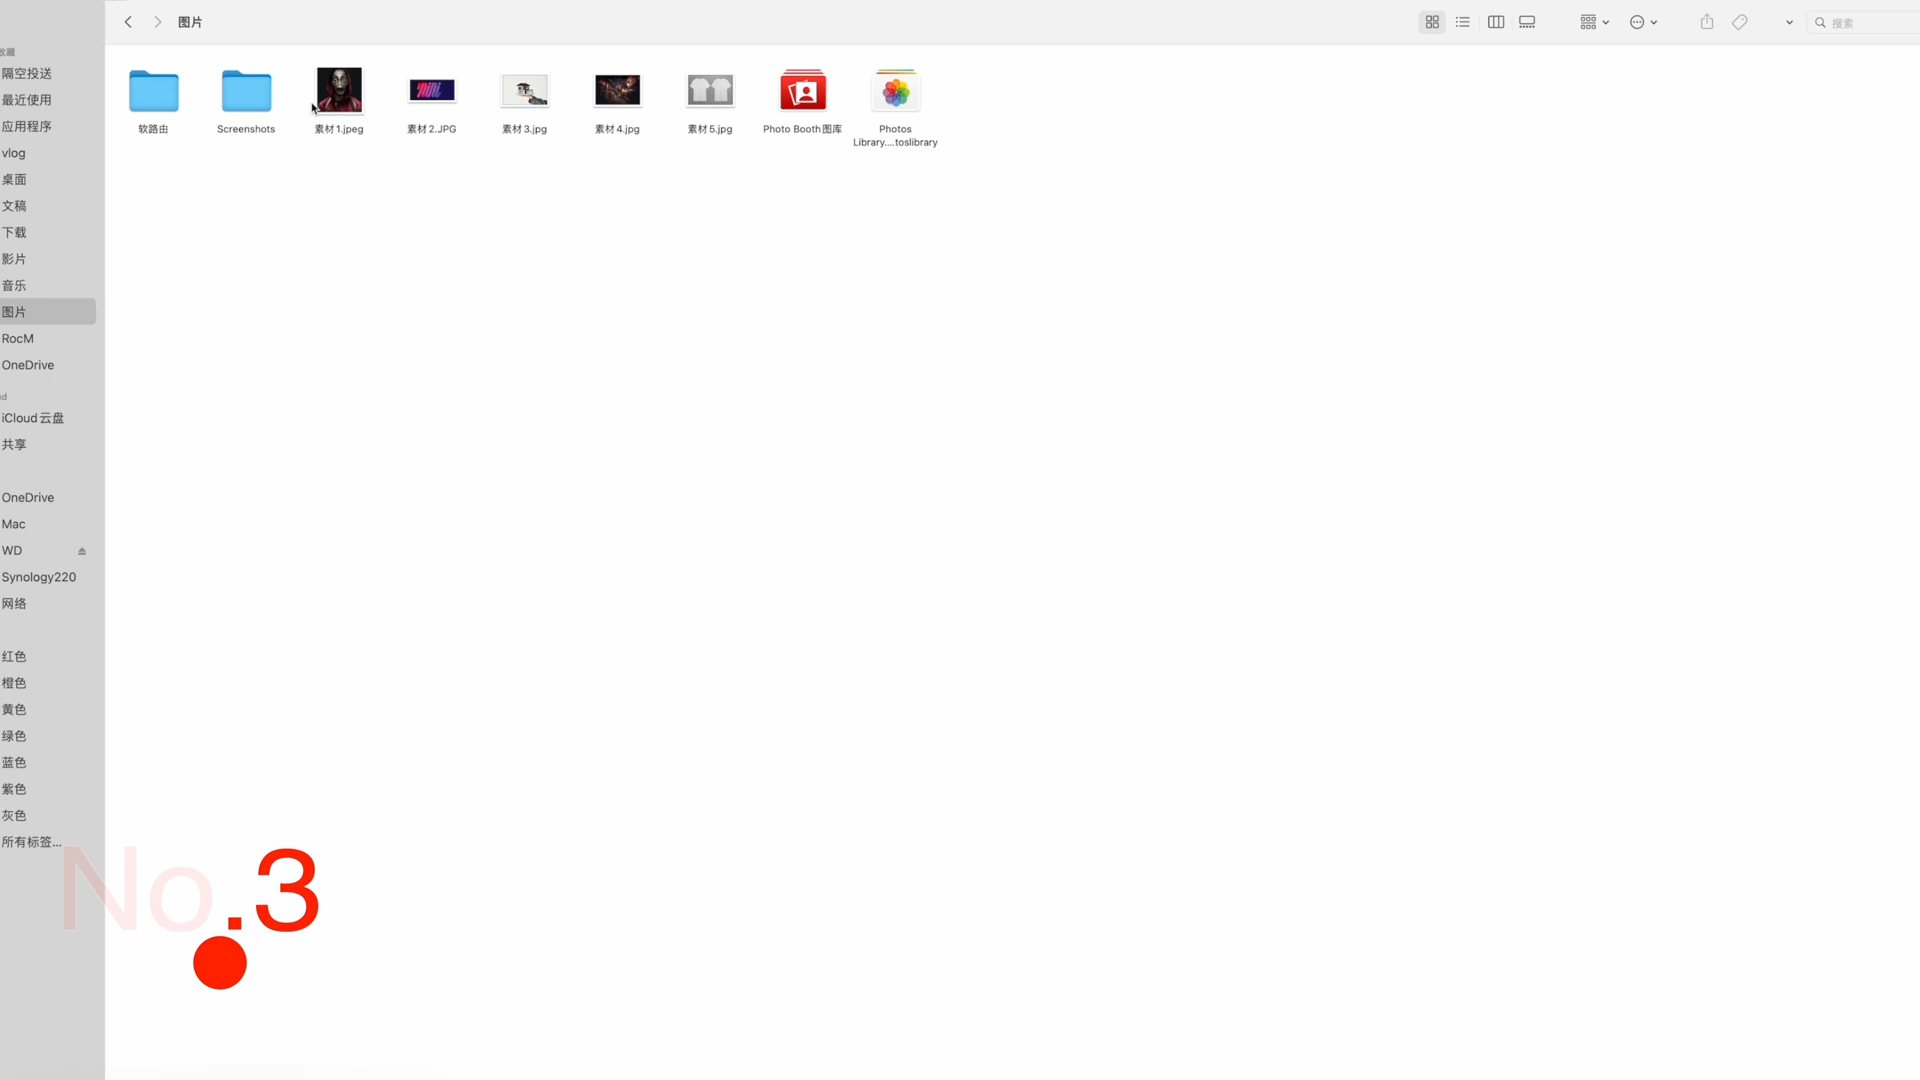 图片
搜索
收藏
隔空投送
最近使用
应用程序
vlog
桌面
文稿
下载
影片
音乐
图片
RocM
OneDrive
iCloud云盘
共享
OneDrive
Mac
WD
Synology220
网络
红色
橙色
黄色
绿色
蓝色
紫色
灰色
所有标签...
软路由
Screenshots
素材1.jpeg
素材2.JPG
素材3.jpg
素材4.jpg
素材5.jpg
Photo Booth图库
Photos
Library....toslibrary
No.3